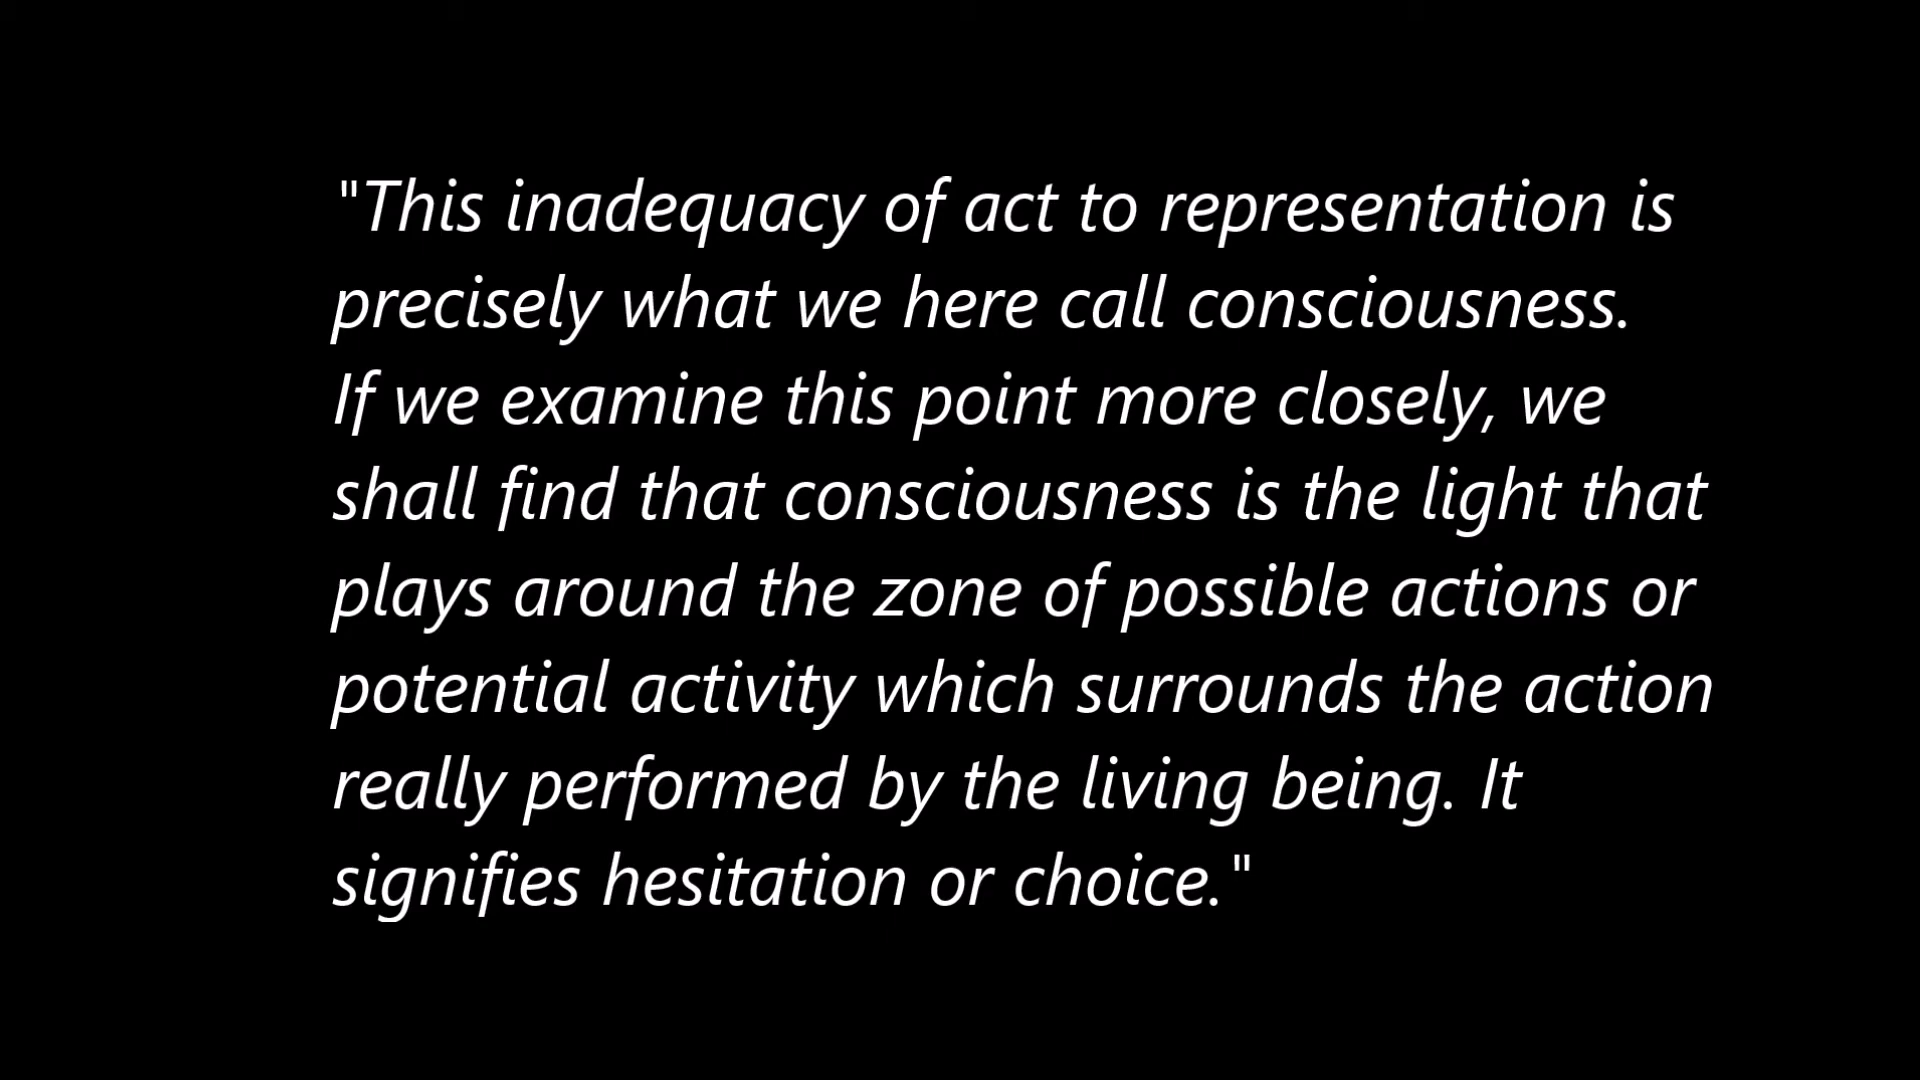 "This inadequacy of act to representation is
precisely what we here call consciousness.
If we examine this point more closely, we
shall find that consciousness is the light that
plays around the zone of possible actions or
potential activity which surrounds the action
really performed by the living being. It
signifies hesitation or choice."